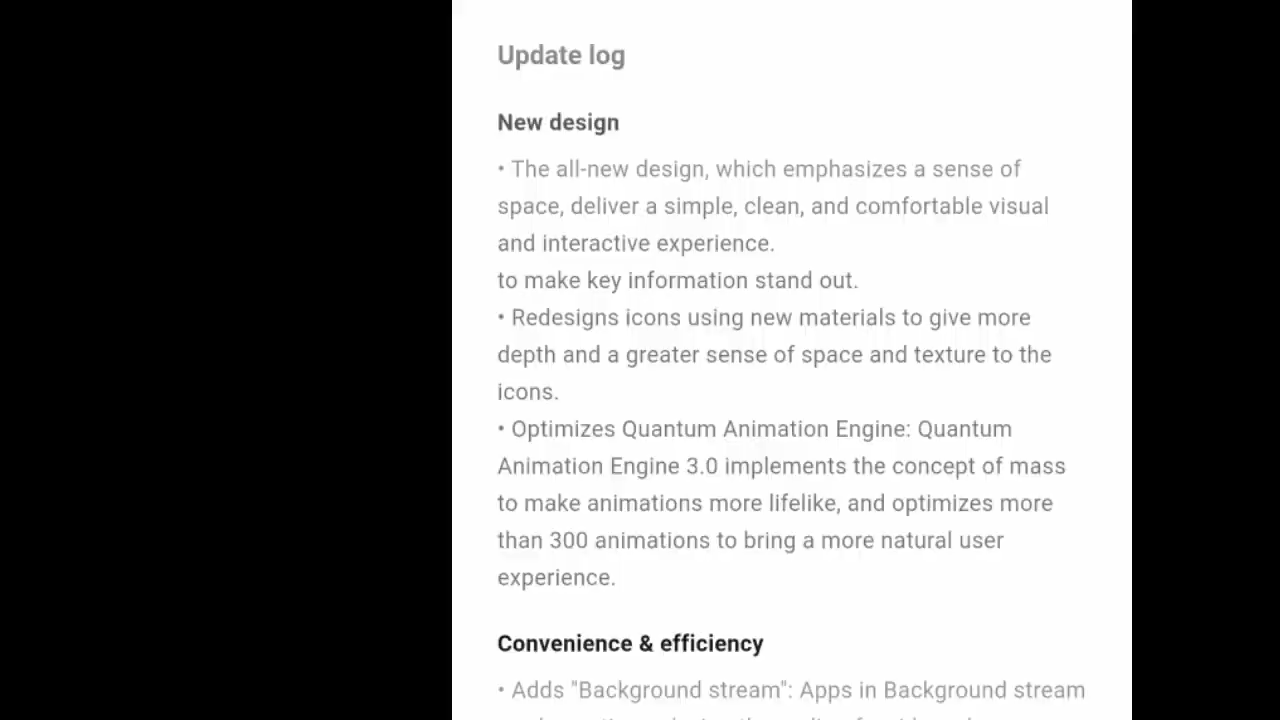 Update log
New design
• The all-new design, which emphasizes a sense of
space, deliver a simple, clean, and comfortable visual
and interactive experience.
to make key information stand out.
• Redesigns icons using new materials to give more
depth and a greater sense of space and texture to the
icons.
• Optimizes Quantum Animation Engine: Quantum
Animation Engine 3.0 implements the concept of mass
to make animations more lifelike, and optimizes more
than 300 animations to bring a more natural user
experience.
Convenience & efficiency
• Adds "Background stream": Apps in Background stream